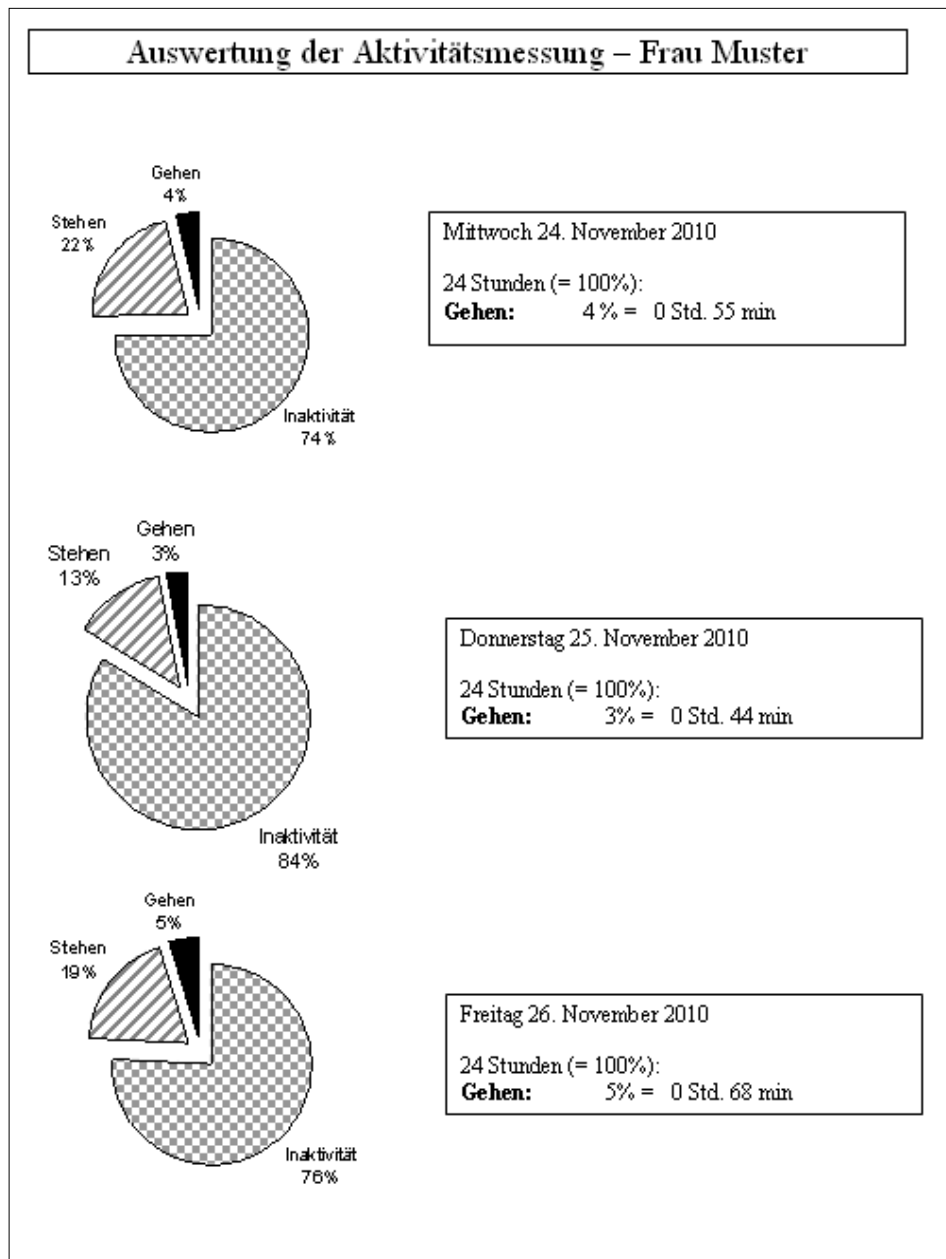 Auswertung der Aktivitätsmessung – Frau Muster
Gehen
4%
Stehen
22%
Inaktivität
74%
Mittwoch 24. November 2010
24 Stunden (= 100%):
Gehen: 4% = 0 Std. 55 min
Gehen
3%
Stehen
13%
Inaktivität
84%
Donnerstag 25. November 2010
24 Stunden (= 100%):
Gehen: 3% = 0 Std. 44 min
Gehen
5%
Stehen
19%
Inaktivität
76%
Freitag 26. November 2010
24 Stunden (= 100%):
Gehen: 5% = 0 Std. 68 min